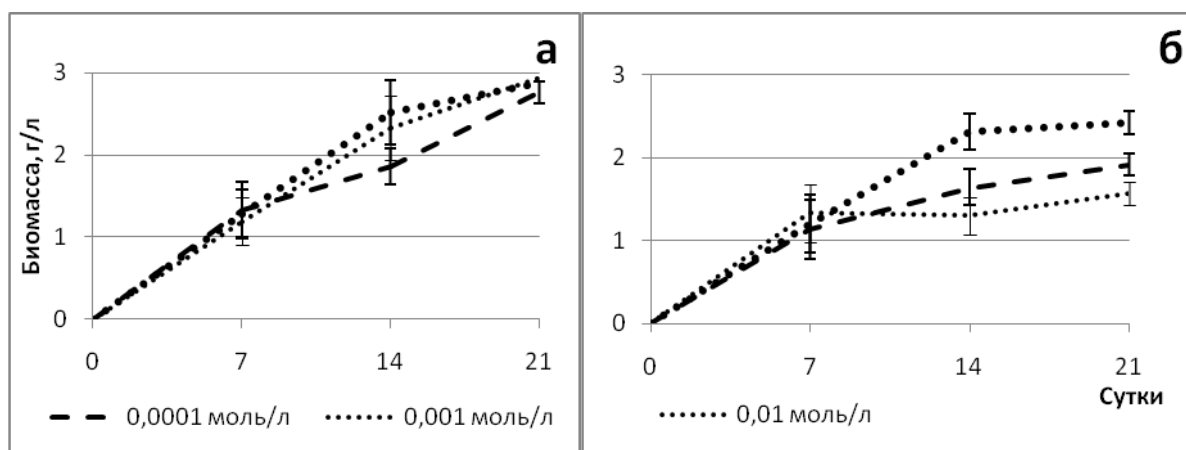 а
б
Биомасса, г/л
3
2
1
0
0
7
14
21
3
2
1
0
0
7
14
21
Сутки
0,0001 моль/л
0,001 моль/л
0,01 моль/л